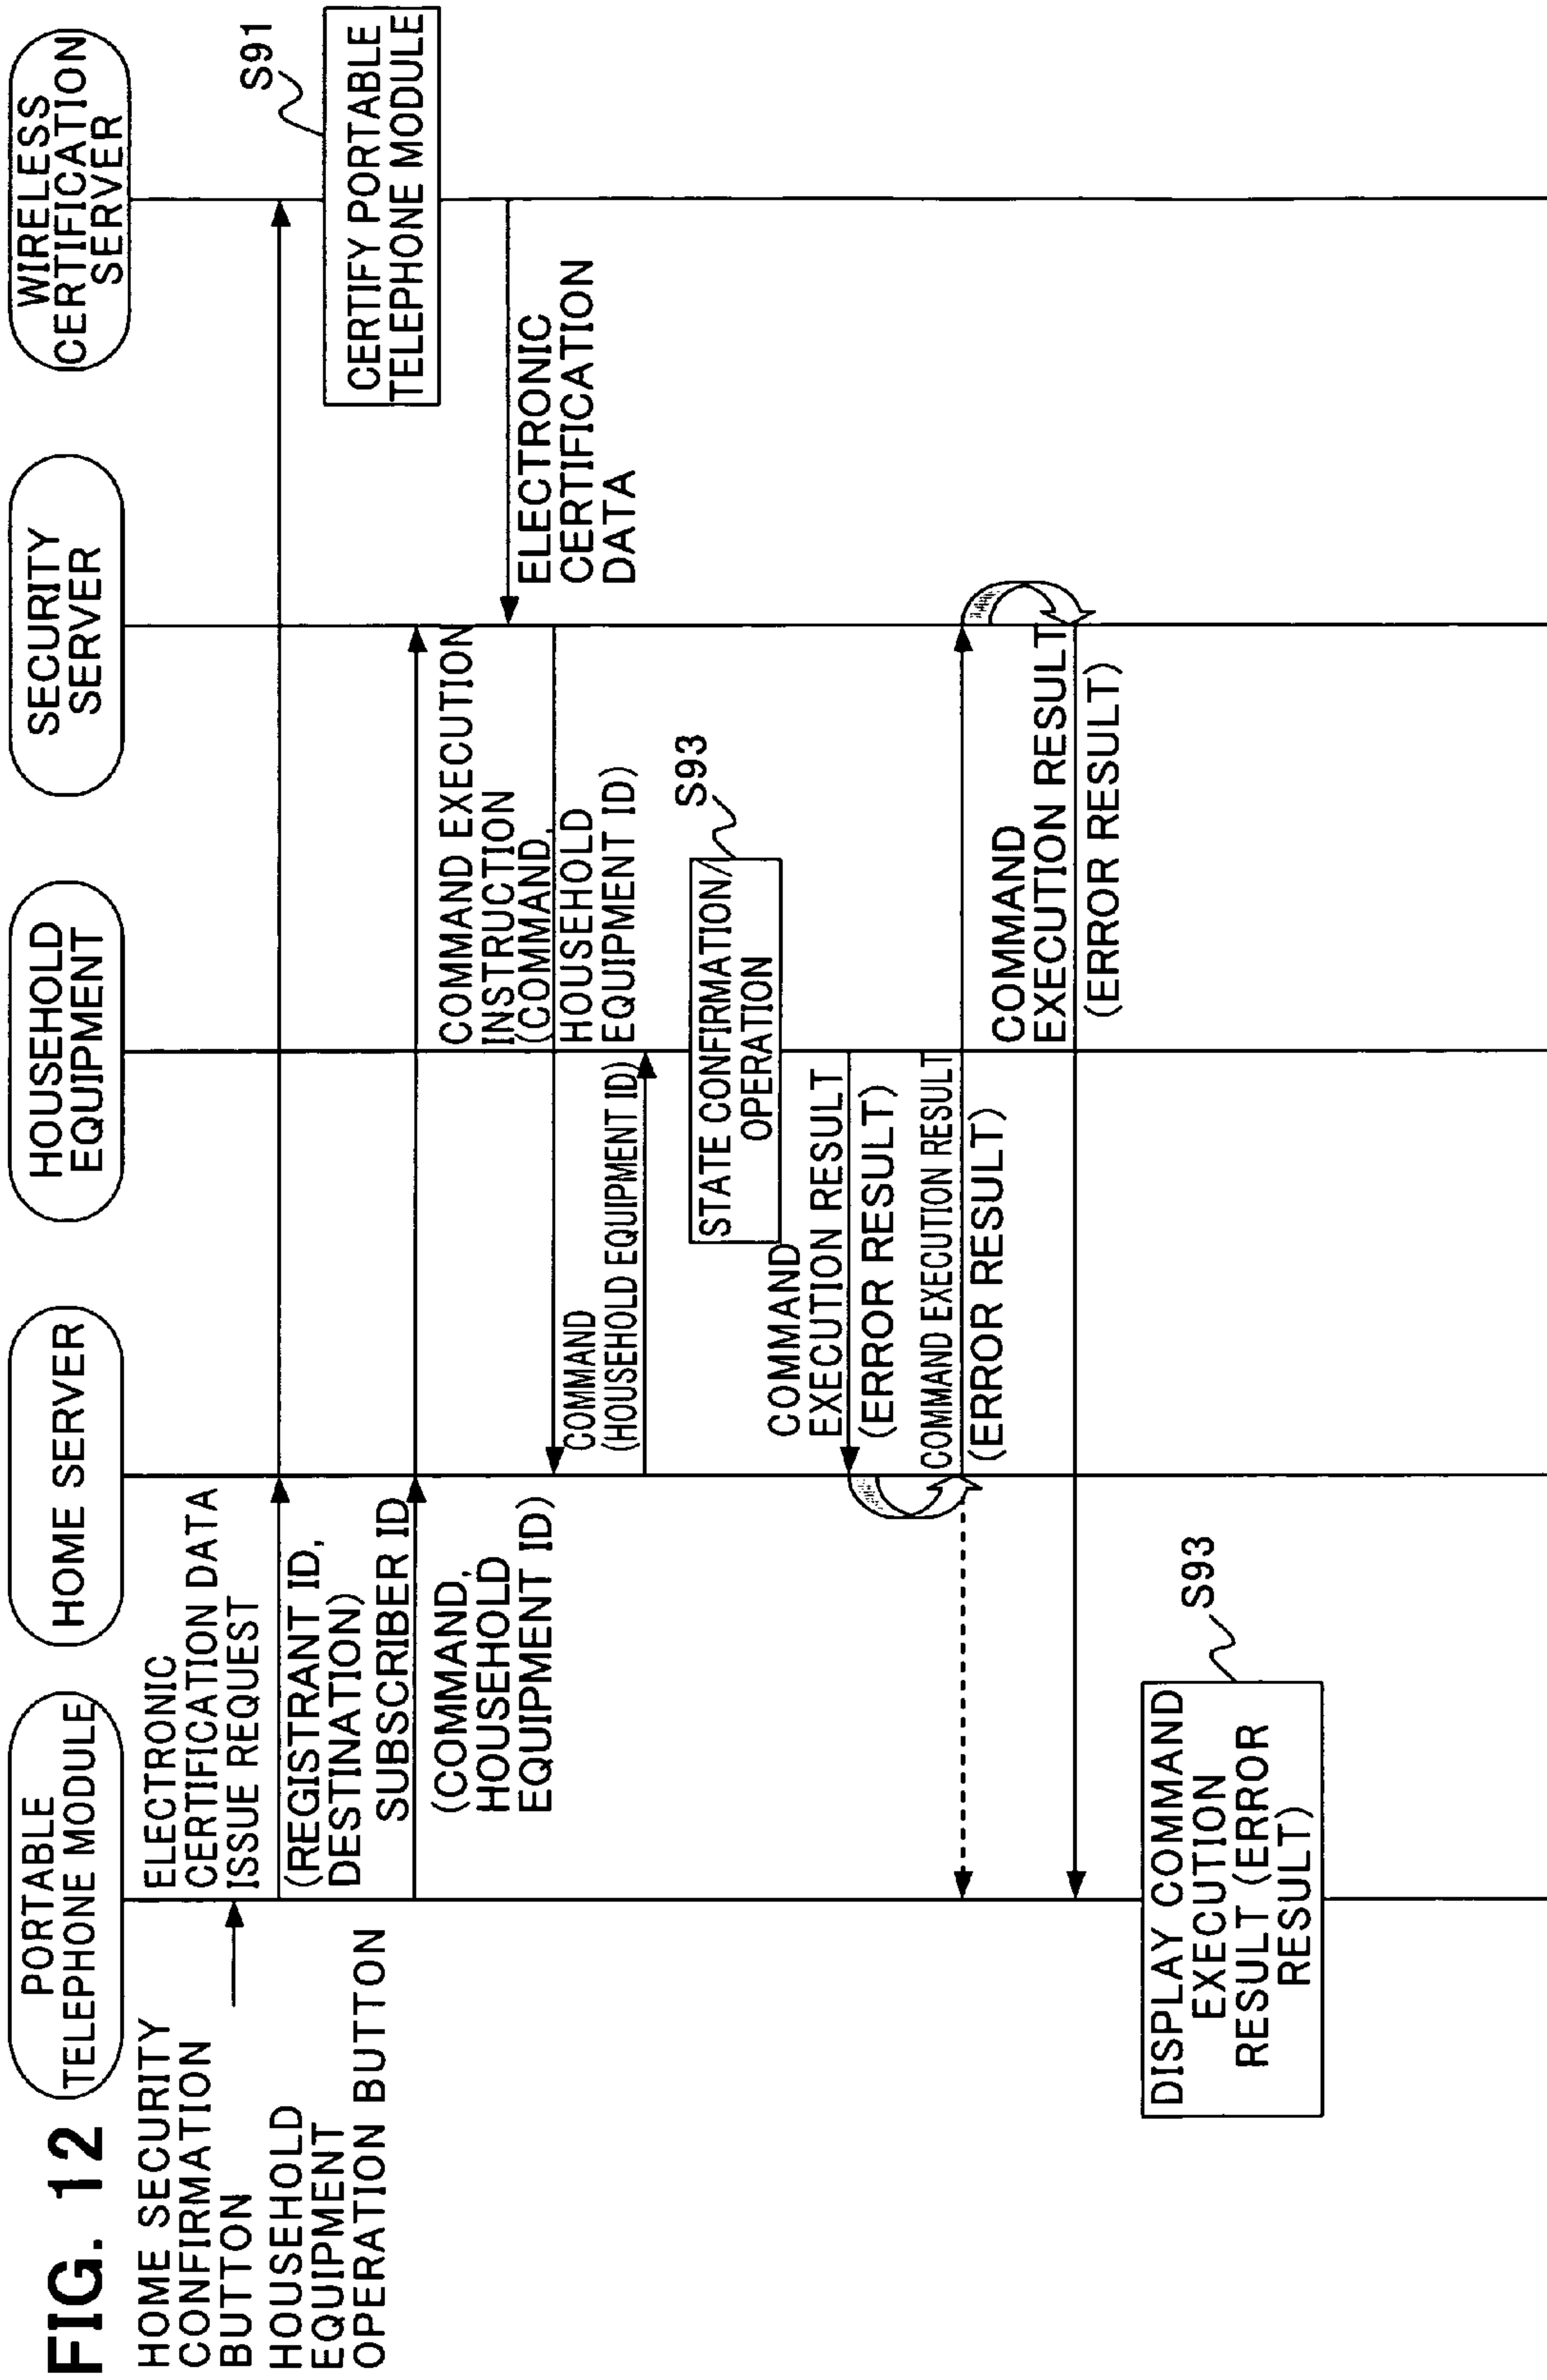 FIG. 12
PORTABLE
TELEPHONE MODULE
HOME SERVER
HOUSEHOLD
EQUIPMENT
SECURITY
SERVER
WIRELESS
CERTIFICATION
SERVER
HOME SECURITY
CONFIRMATION
BUTTON
HOUSEHOLD
EQUIPMENT
OPERATION BUTTON
ELECTRONIC
CERTIFICATION DATA
ISSUE REQUEST
(REGISTRANT ID,
DESTINATION)
SUBSCRIBER ID
(COMMAND,
HOUSEHOLD
EQUIPMENT ID)
S91
CERTIFY PORTABLE
TELEPHONE MODULE
ELECTRONIC
CERTIFICATION
DATA
COMMAND EXECUTION
INSTRUCTION
(COMMAND,
HOUSEHOLD
EQUIPMENT ID)
COMMAND
(HOUSEHOLD EQUIPMENT ID)
S93
STATE CONFIRMATION/
OPERATION
COMMAND
EXECUTION RESULT
(ERROR RESULT)
COMMAND EXECUTION RESULT
(ERROR RESULT)
COMMAND
EXECUTION RESULT
(ERROR RESULT)
S93
DISPLAY COMMAND
EXECUTION
RESULT (ERROR
RESULT)